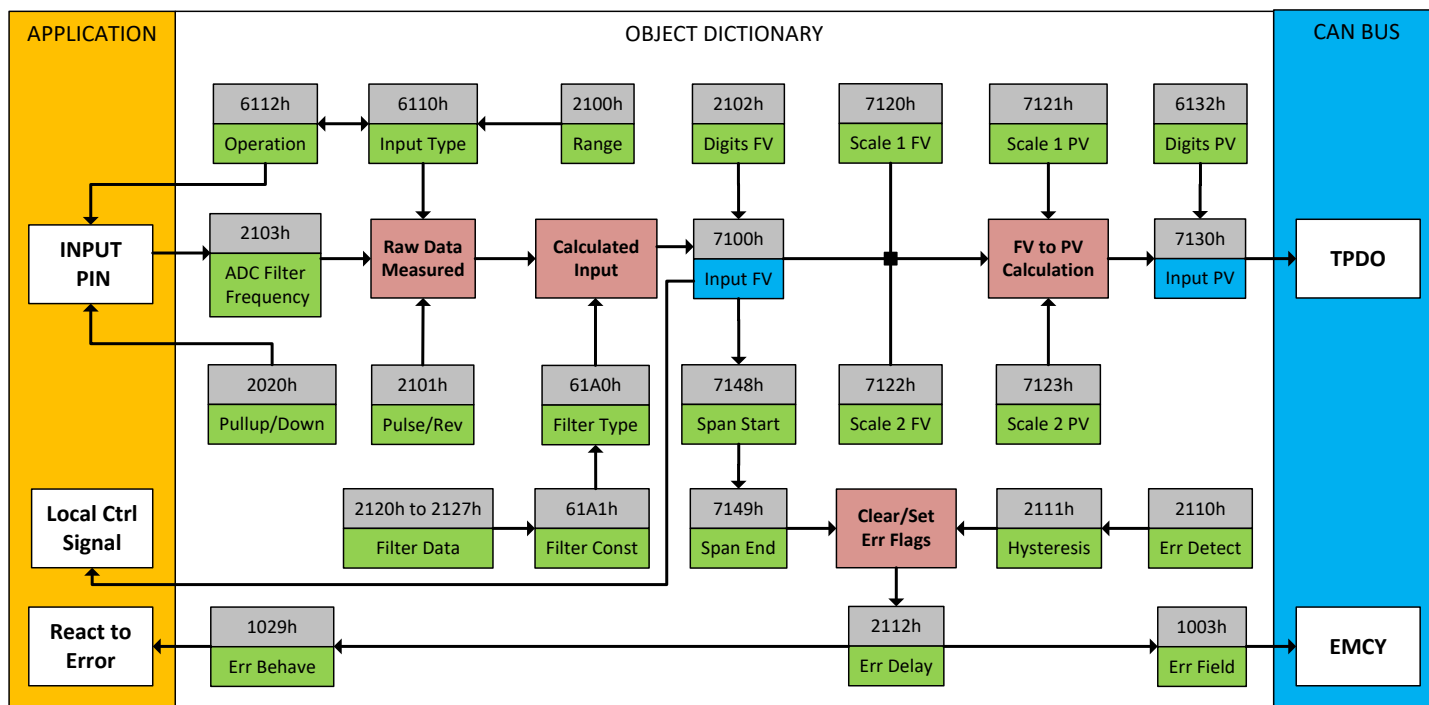 APPLICATION
OBJECT DICTIONARY
CAN BUS
6112h
Operation
6110h
Input Type
2100h
Range
2102h
Digits FV
7120h
Scale 1 FV
7121h
Scale 1 PV
6132h
Digits PV
INPUT
PIN
2103h
ADC Filter
Frequency
Raw Data
Measured
Calculated
Input
7100h
Input FV
FV to PV
Calculation
7130h
Input PV
TPDO
2020h
Pullup/Down
2101h
Pulse/Rev
61A0h
Filter Type
7148h
Span Start
7122h
Scale 2 FV
7123h
Scale 2 PV
Local Ctrl
Signal
2120h to 2127h
Filter Data
61A1h
Filter Const
7149h
Span End
Clear/Set
Err Flags
2111h
Hysteresis
2110h
Err Detect
React to
Error
1029h
Err Behave
2112h
Err Delay
1003h
Err Field
EMCY